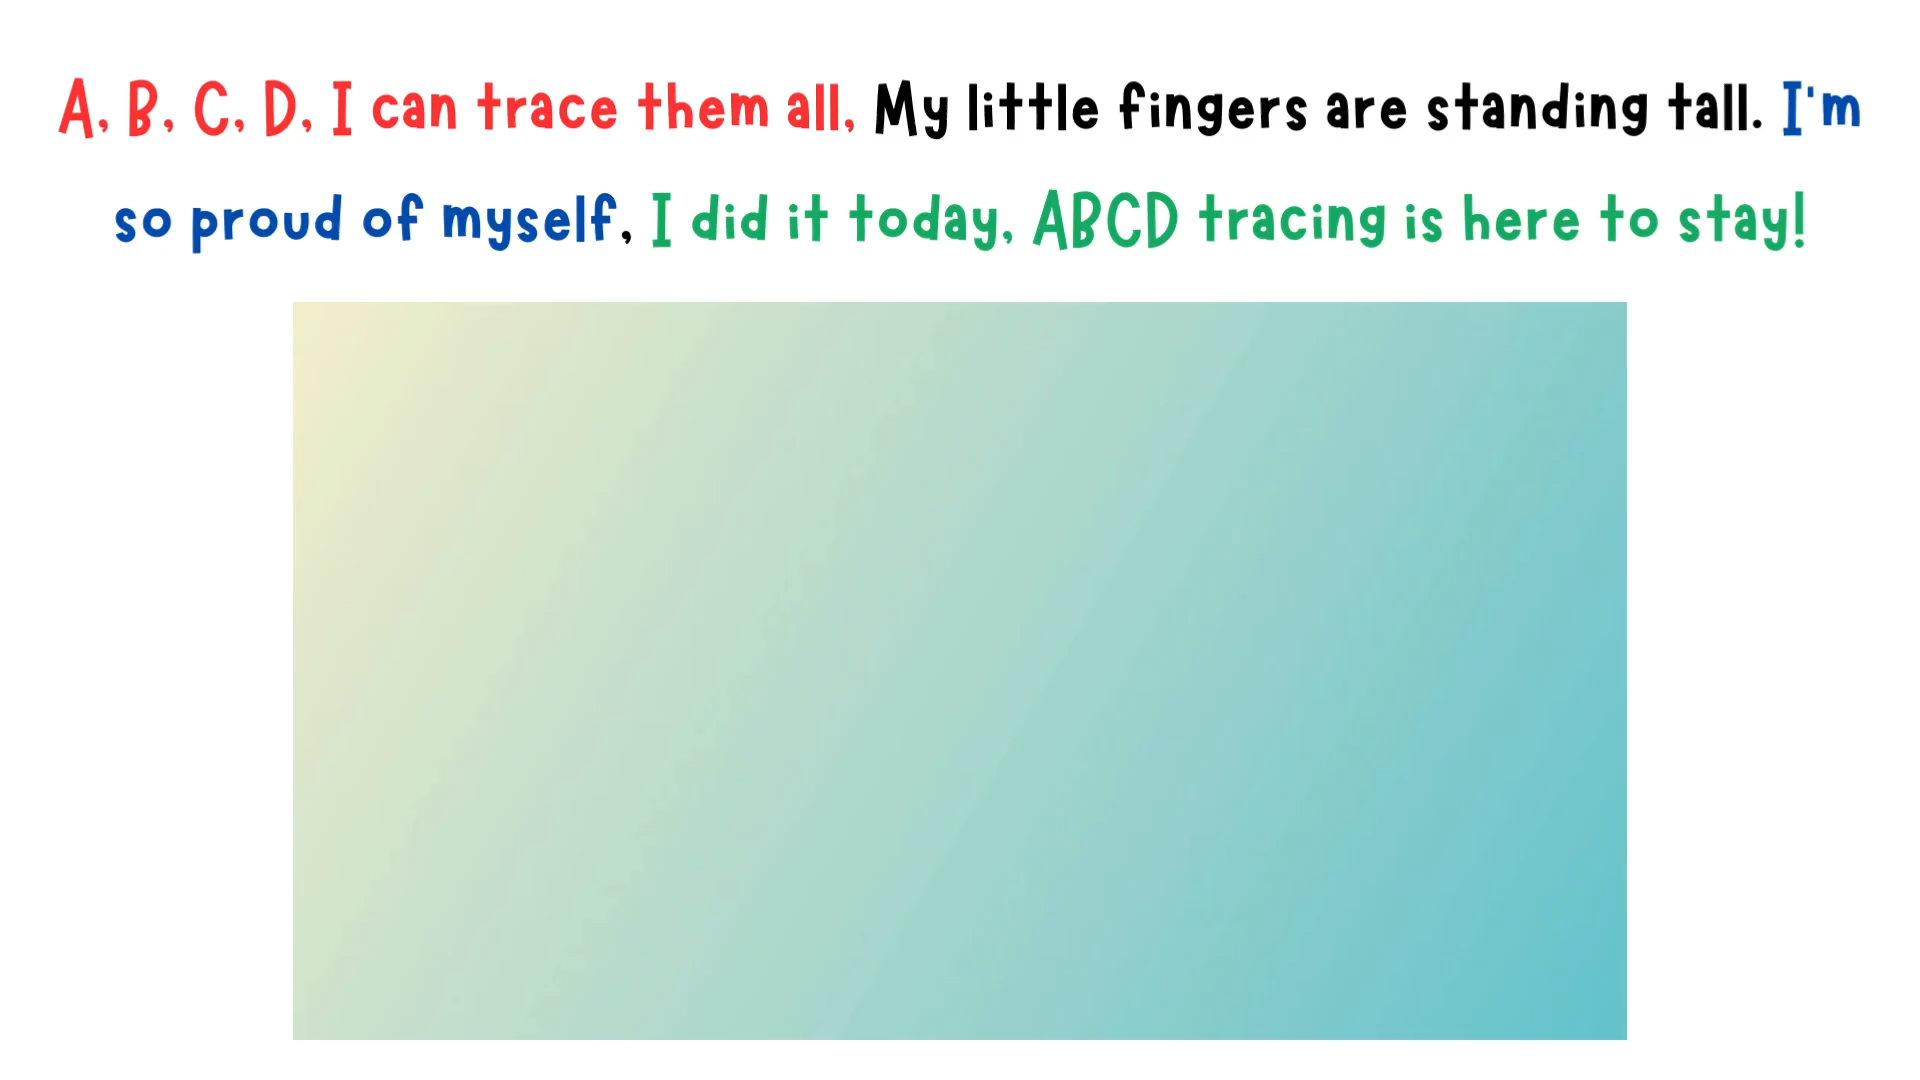 A, B, C, D, I can trace them all, My little fingers are standing tall. I'm
so proud of myself, I did it today, ABCD tracing is here to stay!